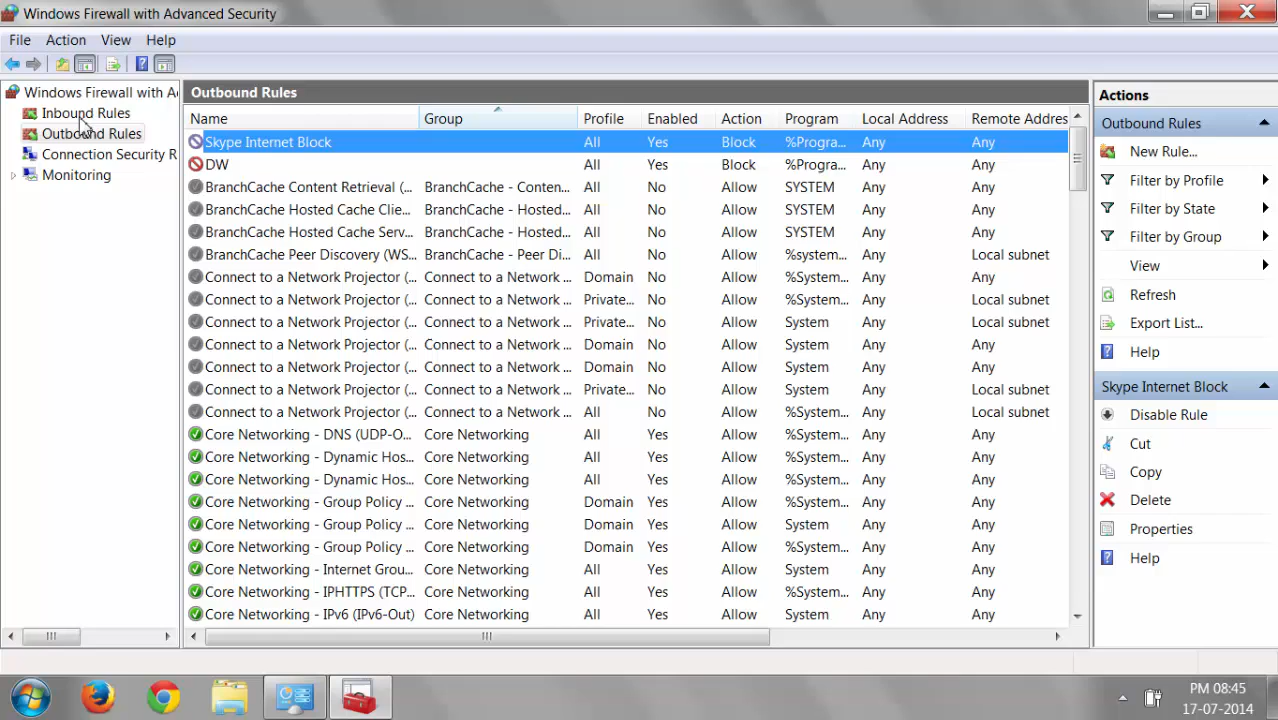 Windows Firewall with Advanced Security
File Action View Help
Windows Firewall with A
Inbound Rules
Outbound Rules
Connection Security R
Monitoring
Outbound Rules
Name Group Profile Enabled Action Program Local Address Remote Addres
Skype Internet Block All Yes Block %Progra... Any Any
DW All Yes Block %Progra... Any Any
BranchCache Content Retrieval (... BranchCache - Conten... All No Allow SYSTEM Any Any
BranchCache Hosted Cache Clie... BranchCache - Hosted... All No Allow SYSTEM Any Any
BranchCache Hosted Cache Serv... BranchCache - Hosted... All No Allow SYSTEM Any Any
BranchCache Peer Discovery (WS... BranchCache - Peer Di... All No Allow %system... Any Local subnet
Connect to a Network Projector (... Connect to a Network ... Domain No Allow %System... Any Any
Connect to a Network Projector (... Connect to a Network ... Private... No Allow %System... Any Local subnet
Connect to a Network Projector (... Connect to a Network ... Private... No Allow System Any Local subnet
Connect to a Network Projector (... Connect to a Network ... Domain No Allow System Any Any
Connect to a Network Projector (... Connect to a Network ... Domain No Allow System Any Any
Connect to a Network Projector (... Connect to a Network ... Private... No Allow System Any Local subnet
Connect to a Network Projector (... Connect to a Network ... All No Allow %System... Any Local subnet
Core Networking - DNS (UDP-O... Core Networking All Yes Allow %System... Any Any
Core Networking - Dynamic Hos... Core Networking All Yes Allow %System... Any Any
Core Networking - Dynamic Hos... Core Networking All Yes Allow %System... Any Any
Core Networking - Group Policy ... Core Networking Domain Yes Allow %System... Any Any
Core Networking - Group Policy ... Core Networking Domain Yes Allow System Any Any
Core Networking - Group Policy ... Core Networking Domain Yes Allow %System... Any Any
Core Networking - Internet Grou... Core Networking All Yes Allow System Any Any
Core Networking - IPHTTPS (TCP... Core Networking All Yes Allow %System... Any Any
Core Networking - IPv6 (IPv6-Out) Core Networking All Yes Allow System Any Any
Actions
Outbound Rules
New Rule...
Filter by Profile
Filter by State
Filter by Group
View
Refresh
Export List...
Help
Skype Internet Block
Disable Rule
Cut
Copy
Delete
Properties
Help
PM 08:45
17-07-2014